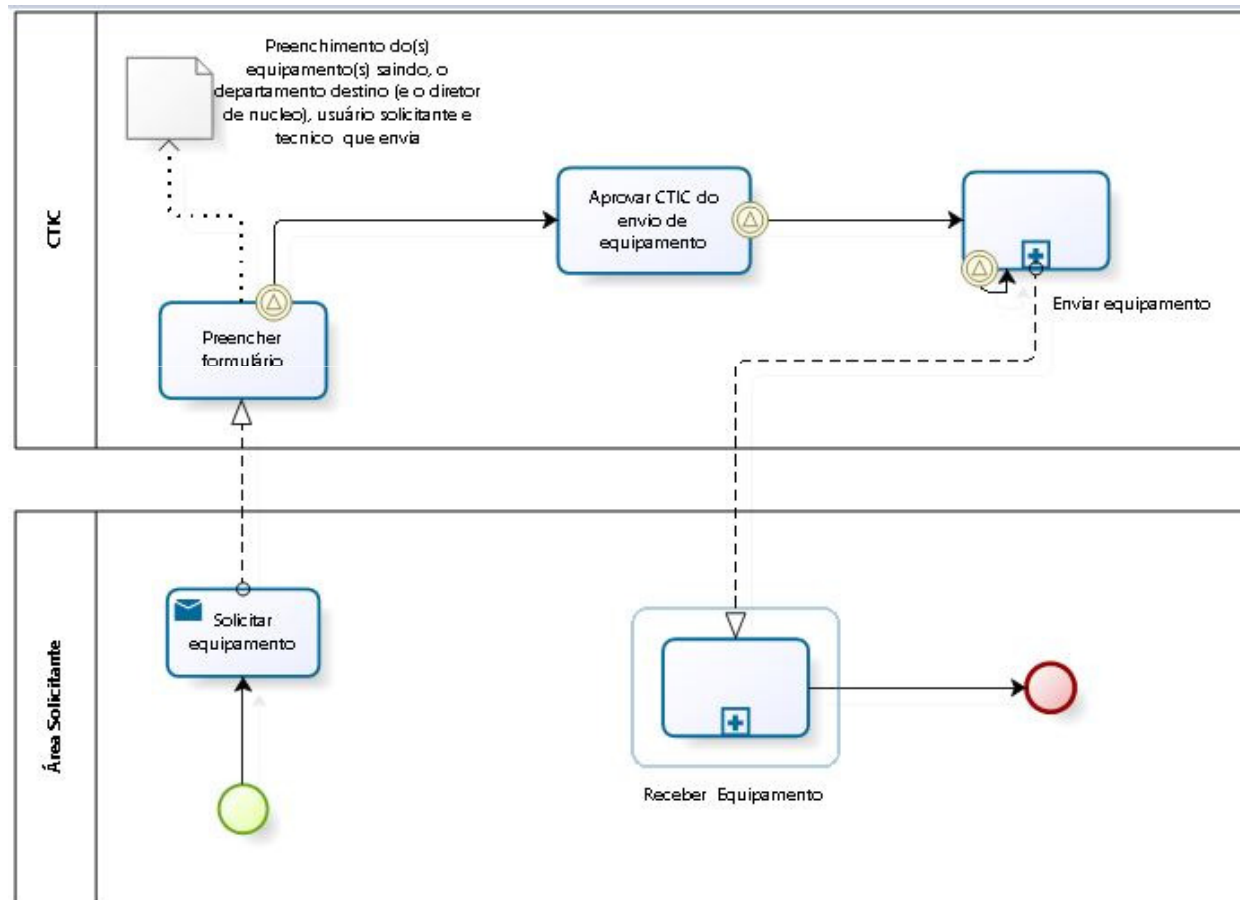 CTIC
Preenchimento do(s)
equipamento(s) saindo, o
departamento destino (e o diretor
de nucleo), usuário solicitante e
tecnico que envia
Aprovar CTIC do
envio de
equipamento
Enviar equipamento
Preencher
formulário
Área Solicitante
Solicitar
equipamento
Receber Equipamento